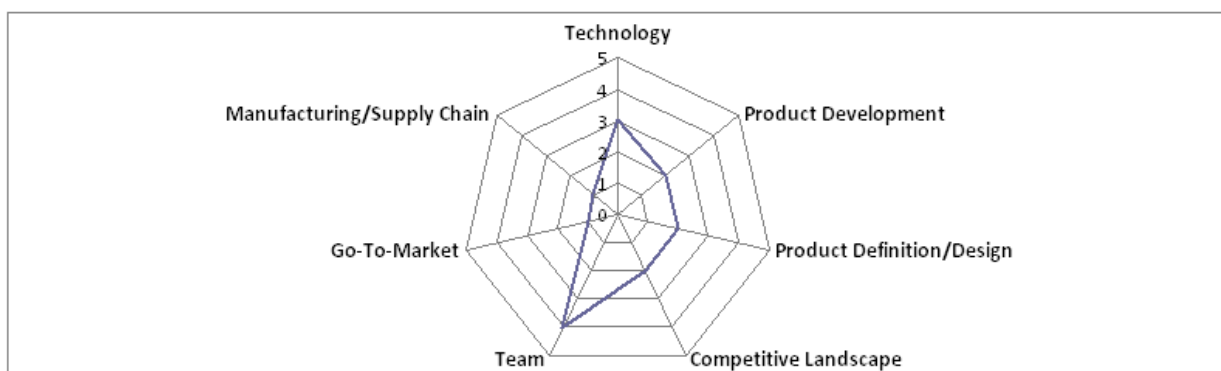 Technology
5
4
3
2
1
0
Manufacturing/Supply Chain
Product Development
Go-To-Market
Product Definition/Design
Team
Competitive Landscape